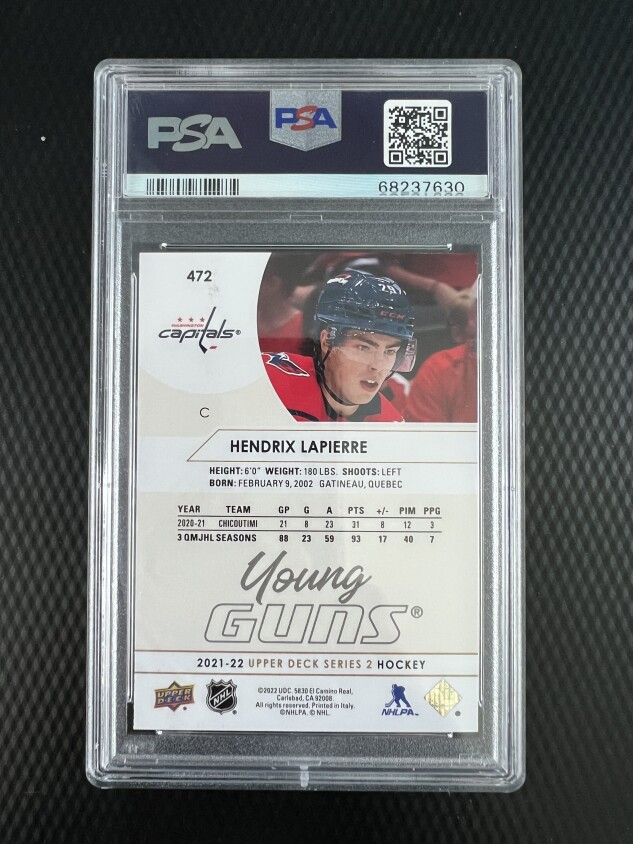 PSA PSA
68237630
472
WASHINGTON
capitals®
29
CCM
C
HENDRIX LAPIERRE
HEIGHT: 6'0" WEIGHT: 180 LBS. SHOOTS: LEFT
BORN: FEBRUARY 9, 2002 GATINEAU, QUEBEC
YEAR TEAM GP G A PTS +/- PIM PPG
2020-21 CHICOUTIMI 21 8 23 31 8 12 3
3 QMJHL SEASONS 88 23 59 93 17 40 7
Young
GUNS®
2021-22 UPPER DECK SERIES 2 HOCKEY
UPPER DECK
NHL
©2022 UDC. 5830 El Camino Real,
Carlsbad, CA 92008.
All rights reserved. Printed in Italy.
©NHLPA. © NHL.
NHLPA™
®